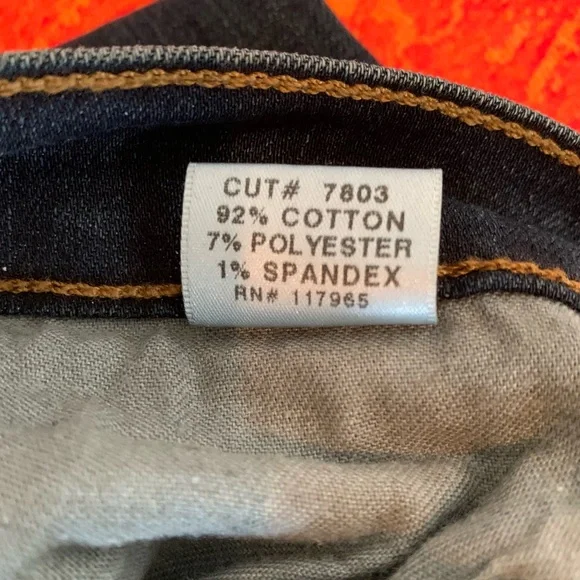 CUT# 7803
92% COTTON
7% POLYESTER
1% SPANDEX
RN# 117965